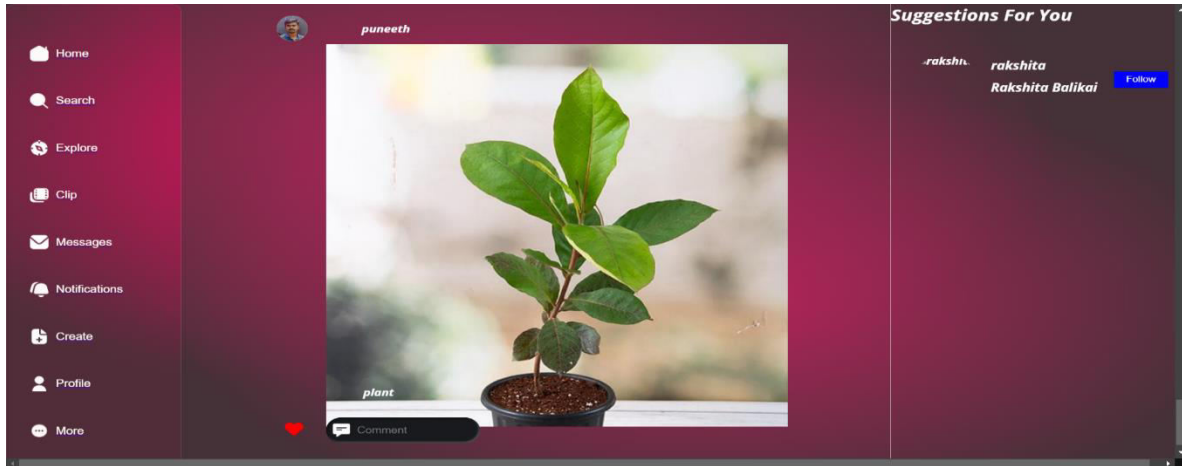 Home
Search
Explore
Clip
Messages
Notifications
Create
Profile
More
puneeth
plant
Comment
Suggestions For You
rakshita
Rakshita Balikai
Follow